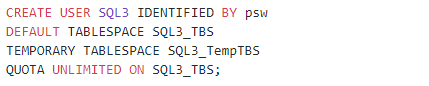 CREATE USER SQL3 IDENTIFIED BY psw
DEFAULT TABLESPACE SQL3_TBS
TEMPORARY TABLESPACE SQL3_TempTBS
QUOTA UNLIMITED ON SQL3_TBS;